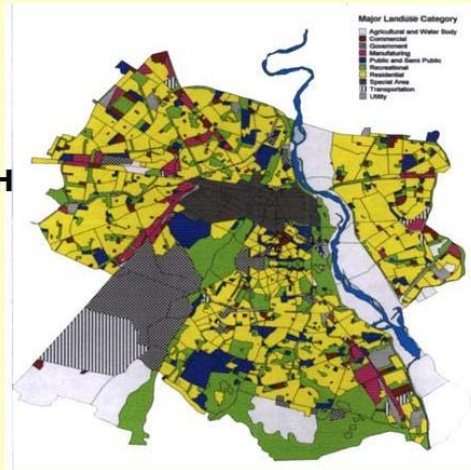 Major Landuse Category
Agricultural and Water Body
Commercial
Government
Manufaturing
Public and Semi Public
Recreational
Residential
Special Area
Transportation
Utility
H